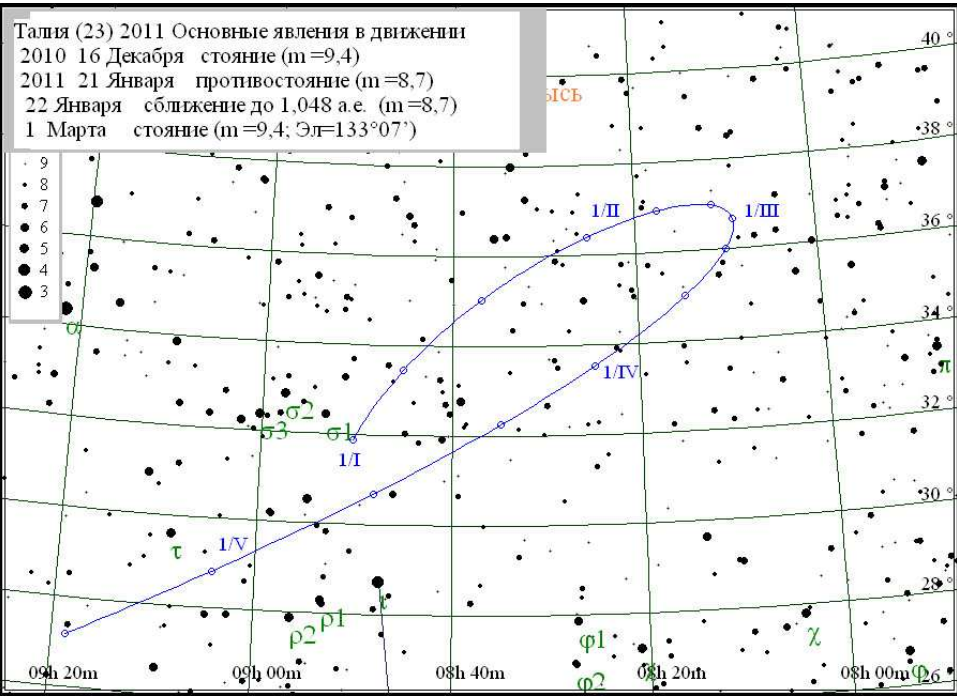 Талия (23) 2011 Основные явления в движении
2010 16 Декабря стояние (m =9,4)
2011 21 Января противостояние (m =8,7)
22 Января сближение до 1,048 а.е. (m =8,7)
1 Марта стояние (m =9,4; Эл=133°07’)
40 °
ысь
38 °
9
8
7
6
5
4
3
1/II
1/III
36 °
34 °
α
1/IV
π
32 °
σ2
σ3
σ1
1/I
30 °
τ
1/V
28 °
ι
ρ2
ρ1
φ1
χ
09h 20m
09h 00m
08h 40m
φ2
08h 20m
08h 00m
φ
26